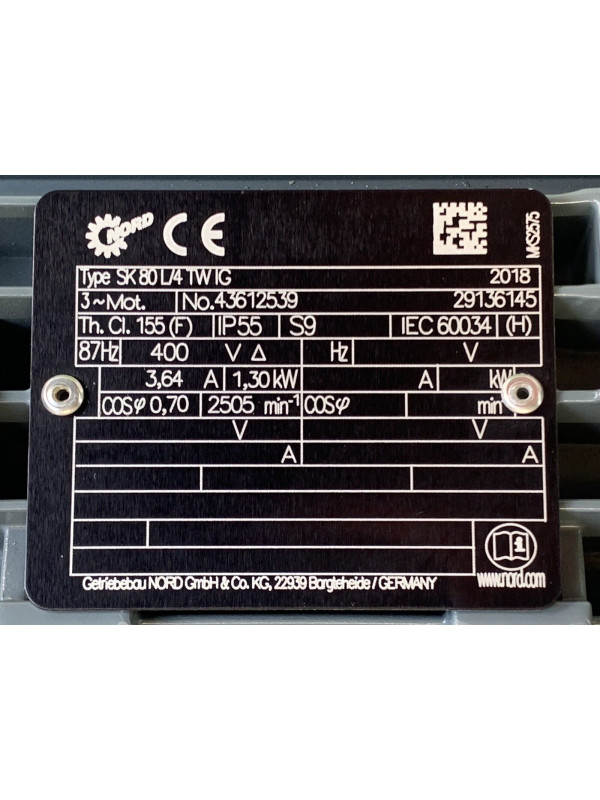 NORD CE
MKS2575
Type SK 80 L/4 TW IG 2018
3~Mot. No.43612539 29136145
Th. Cl. 155 (F) IP55 S9 IEC 60034 (H)
87Hz 400 V Δ Hz V
3,64 A 1,30 kW A kW
COSφ 0,70 2505 min⁻¹ COSφ min
V V
A A
www.nord.com
Getriebebau NORD GmbH & Co. KG, 22939 Bargteheide / GERMANY